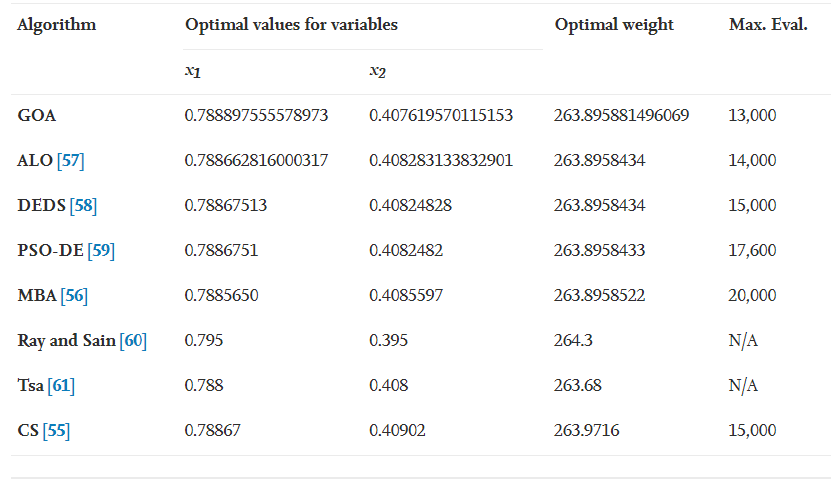 Algorithm Optimal values for variables Optimal weight Max. Eval.
x1 x2
GOA 0.788897555578973 0.407619570115153 263.895881496069 13,000
ALO [57] 0.788662816000317 0.408283133832901 263.8958434 14,000
DEDS [58] 0.78867513 0.40824828 263.8958434 15,000
PSO-DE [59] 0.7886751 0.4082482 263.8958433 17,600
MBA [56] 0.7885650 0.4085597 263.8958522 20,000
Ray and Sain [60] 0.795 0.395 264.3 N/A
Tsa [61] 0.788 0.408 263.68 N/A
CS [55] 0.78867 0.40902 263.9716 15,000